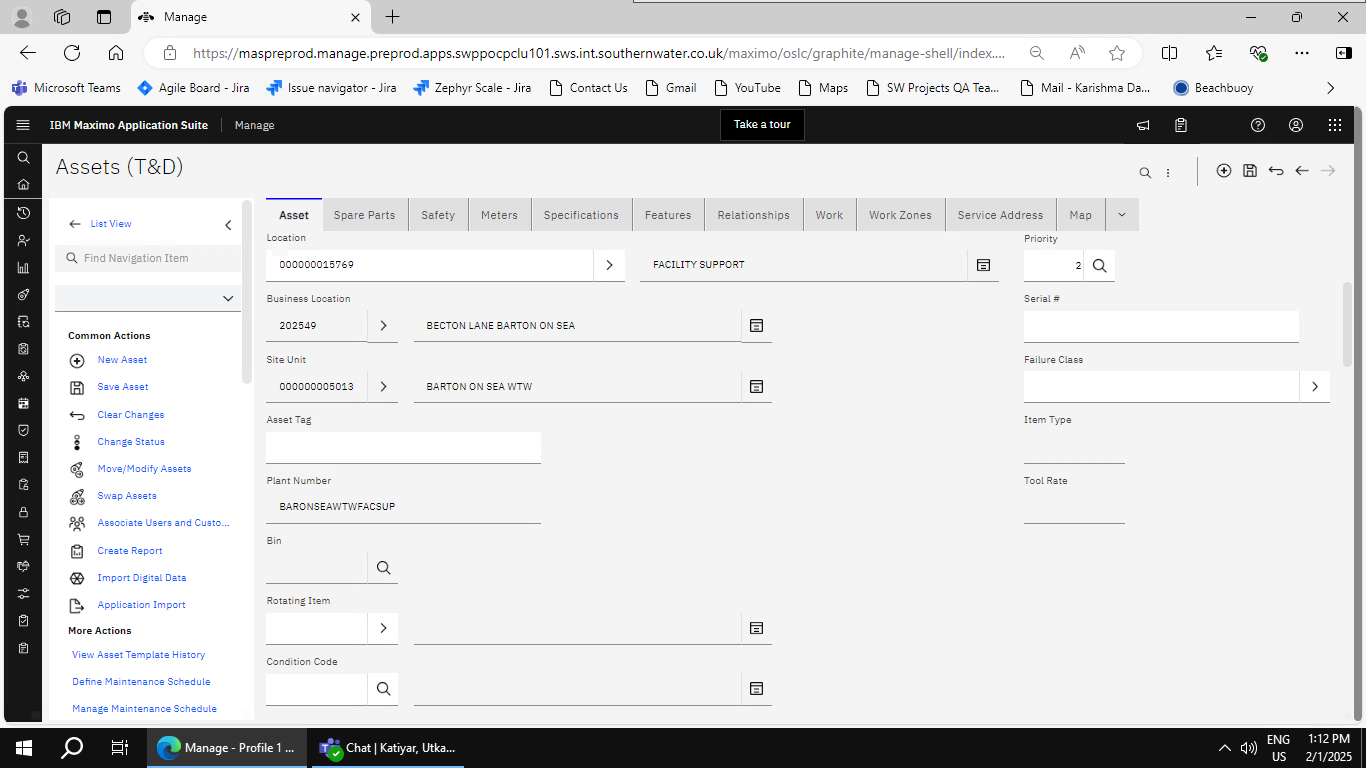 Manage
https://maspreprod.manage.preprod.apps.swppocpclu101.sws.int.southernwater.co.uk/maximo/oslc/graphite/manage-shell/index....
Microsoft Teams
Agile Board - Jira
Issue navigator - Jira
Zephyr Scale - Jira
Contact Us
Gmail
YouTube
Maps
SW Projects QA Tea...
Mail - Karishma Da...
Beachbuoy
IBM Maximo Application Suite
Manage
Take a tour
Assets (T&D)
List View
Find Navigation Item
Common Actions
New Asset
Save Asset
Clear Changes
Change Status
Move/Modify Assets
Swap Assets
Associate Users and Custo...
Create Report
Import Digital Data
Application Import
More Actions
View Asset Template History
Define Maintenance Schedule
Manage Maintenance Schedule
Asset
Spare Parts
Safety
Meters
Specifications
Features
Relationships
Work
Work Zones
Service Address
Map
Location
000000015769
FACILITY SUPPORT
Business Location
202549
BECTON LANE BARTON ON SEA
Site Unit
000000005013
BARTON ON SEA WTW
Asset Tag
Plant Number
BARONSEAWTWFACSUP
Bin
Rotating Item
Condition Code
Priority
2
Serial #
Failure Class
Item Type
Tool Rate
Manage - Profile 1 ...
Chat | Katiyar, Utka...
ENG
US
1:12 PM
2/1/2025